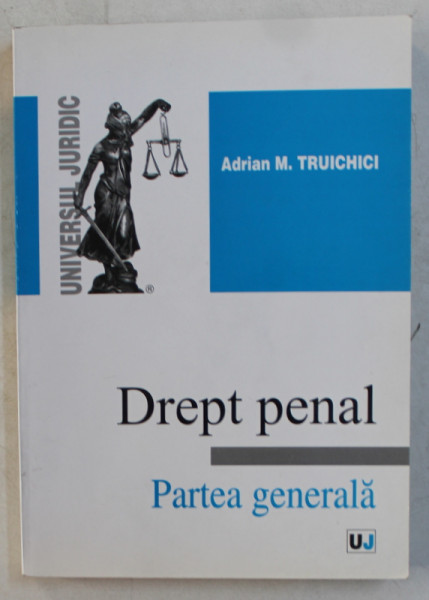 UNIVERSUL JURIDIC
®
Adrian M. TRUICHICI
Drept penal
Partea generală
UJ